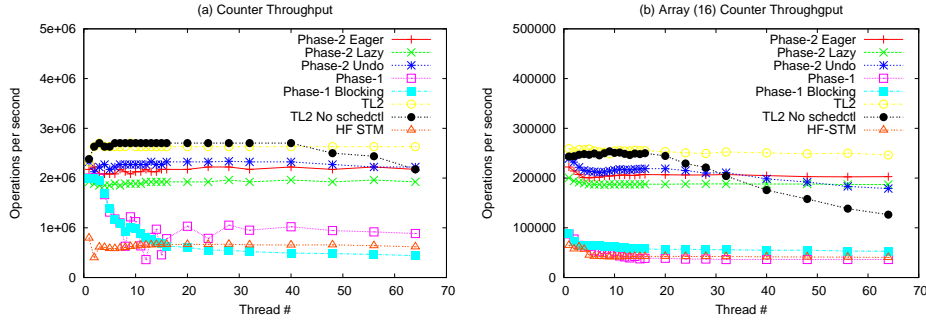 (a) Counter Throughput
Operations per second
5e+06
4e+06
3e+06
2e+06
1e+06
0
0 10 20 30 40 50 60 70
Thread #
Phase-2 Eager
Phase-2 Lazy
Phase-2 Undo
Phase-1
Phase-1 Blocking
TL2
TL2 No schedctl
HF-STM
(b) Array (16) Counter Throughgput
Operations per second
500000
400000
300000
200000
100000
0
0 10 20 30 40 50 60 70
Thread #
Phase-2 Eager
Phase-2 Lazy
Phase-2 Undo
Phase-1
Phase-1 Blocking
TL2
TL2 No schedctl
HF-STM